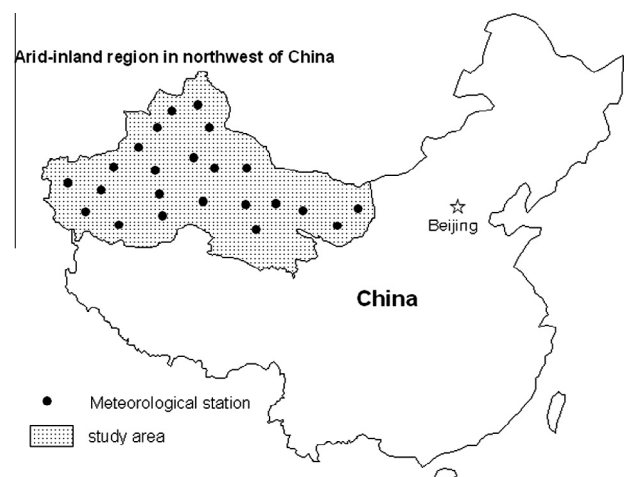 Arid-inland region in northwest of China
Beijing
China
Meteorological station
study area